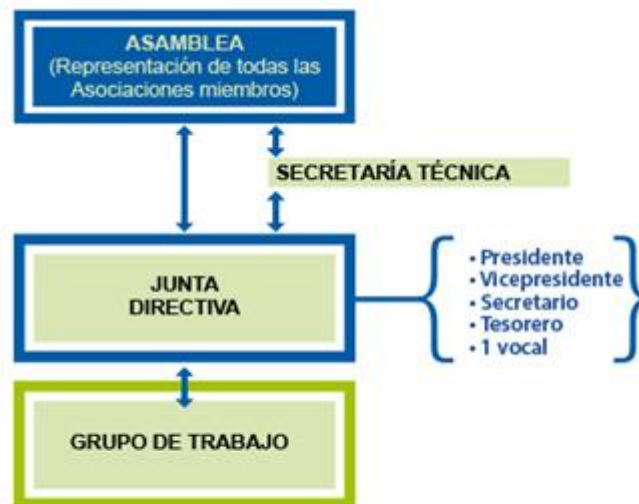 ASAMBLEA
(Representación de todas las
Asociaciones miembros)
SECRETARÍA TÉCNICA
JUNTA
DIRECTIVA
• Presidente
• Vicepresidente
• Secretario
• Tesorero
• 1 vocal
GRUPO DE TRABAJO